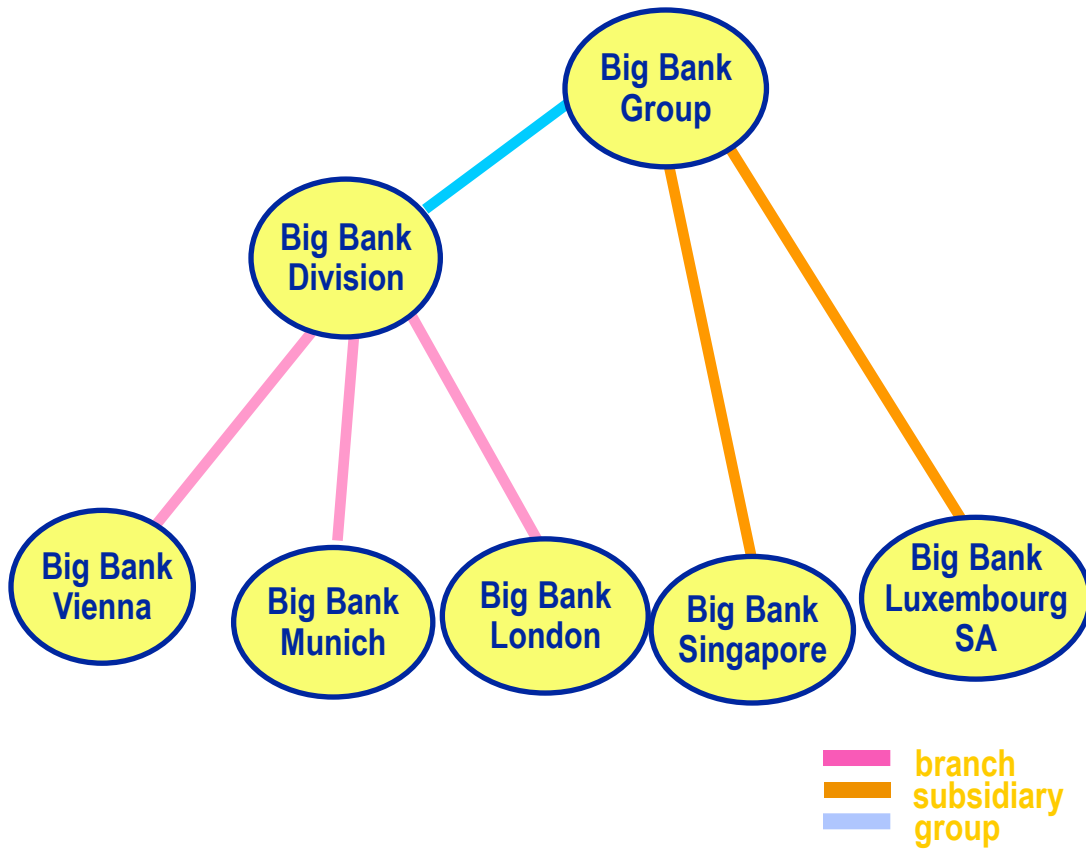 Big Bank
Group
Big Bank
Division
Big Bank
Vienna
Big Bank
Munich
Big Bank
London
Big Bank
Singapore
Big Bank
Luxembourg
SA
branch
subsidiary
group